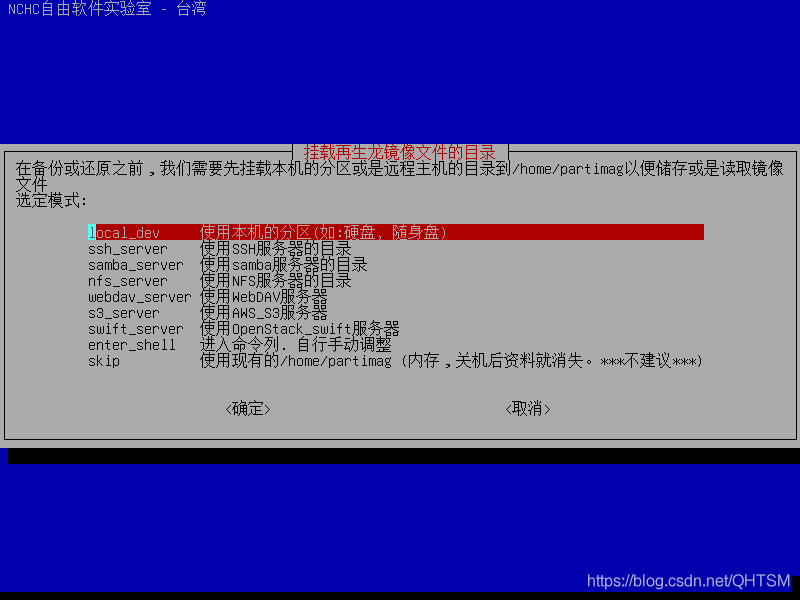 NCHC自由软件实验室 - 台湾
挂载再生龙镜像文件的目录
在备份或还原之前，我们需要先挂载本机的分区或是远程主机的目录到/home/partimag以便储存或是读取镜像
文件
选定模式:
local_dev 使用本机的分区(如:硬盘, 随身盘)
ssh_server 使用SSH服务器的目录
samba_server 使用samba服务器的目录
nfs_server 使用NFS服务器的目录
webdav_server 使用WebDAV服务器
s3_server 使用AWS_S3服务器
swift_server 使用OpenStack_swift服务器
enter_shell 进入命令列. 自行手动调整
skip 使用现有的/home/partimag (内存，关机后资料就消失。***不建议***)
<确定> <取消>
https://blog.csdn.net/QHTSM